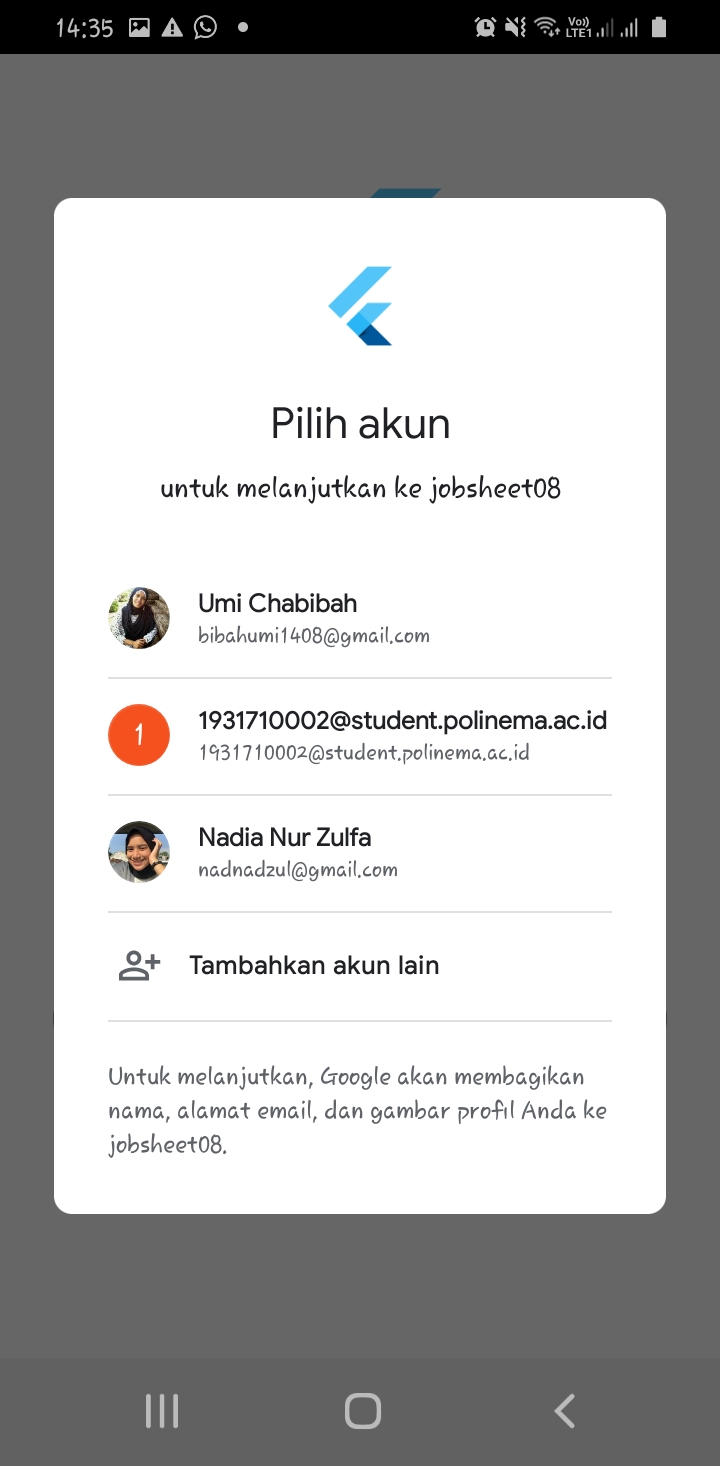 14:35
Vo))
LTE1
Pilih akun
untuk melanjutkan ke jobsheet08
Umi Chabibah
bibahumi1408@gmail.com
1
1931710002@student.polinema.ac.id
1931710002@student.polinema.ac.id
Nadia Nur Zulfa
nadnadzul@gmail.com
Tambahkan akun lain
Untuk melanjutkan, Google akan membagikan
nama, alamat email, dan gambar profil Anda ke
jobsheet08.